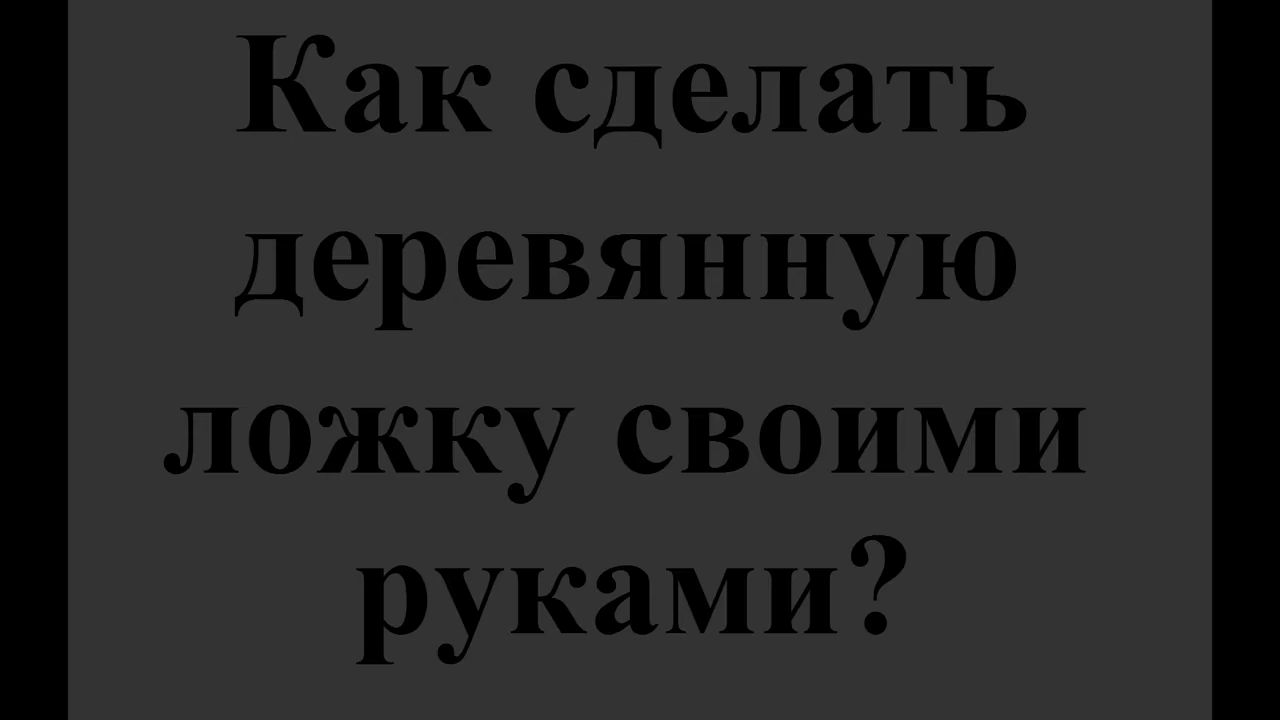 Как сделать
деревянную
ложку своими
руками?